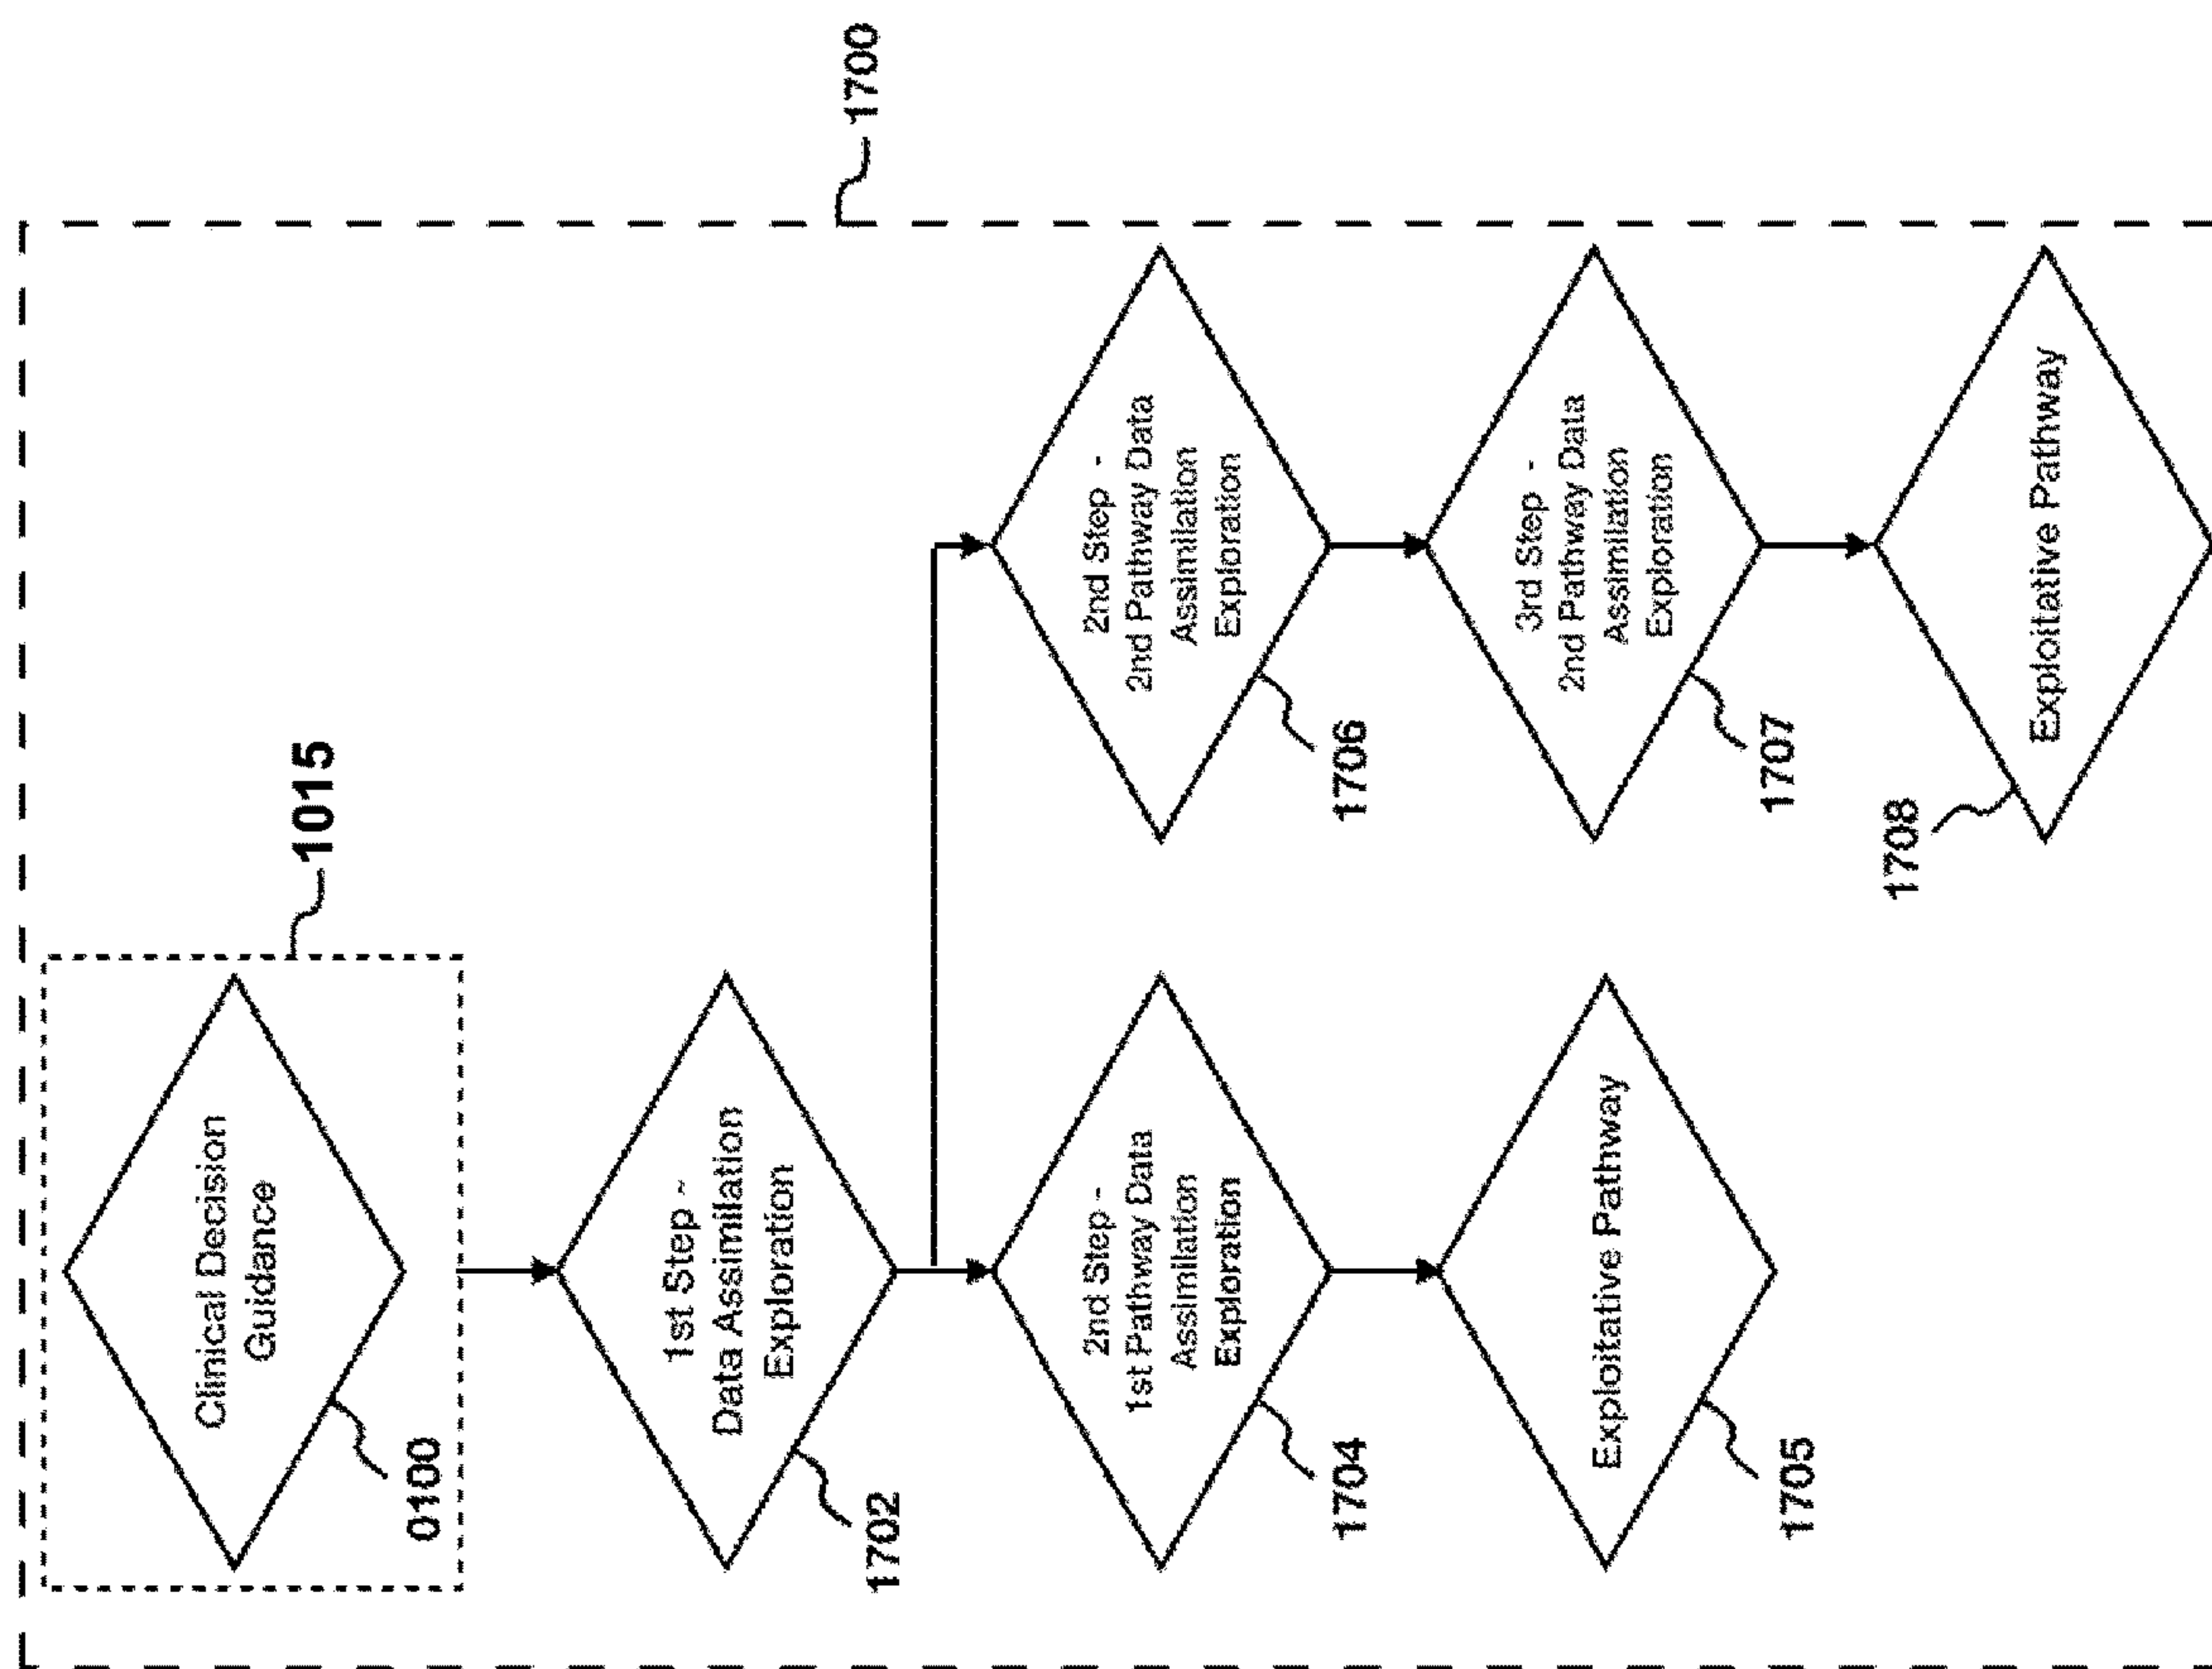 1700
1015
Clinical Decision
Guidance
0100
1st Step ~
Data Assimilation
Exploration
1702
2nd Step -
1st Pathway Data
Assimilation
Exploration
1704
Exploitative Pathway
1705
2nd Step -
2nd Pathway Data
Assimilation
Exploration
1706
3rd Step -
2nd Pathway Data
Assimilation
Exploration
1707
Exploitative Pathway
1708